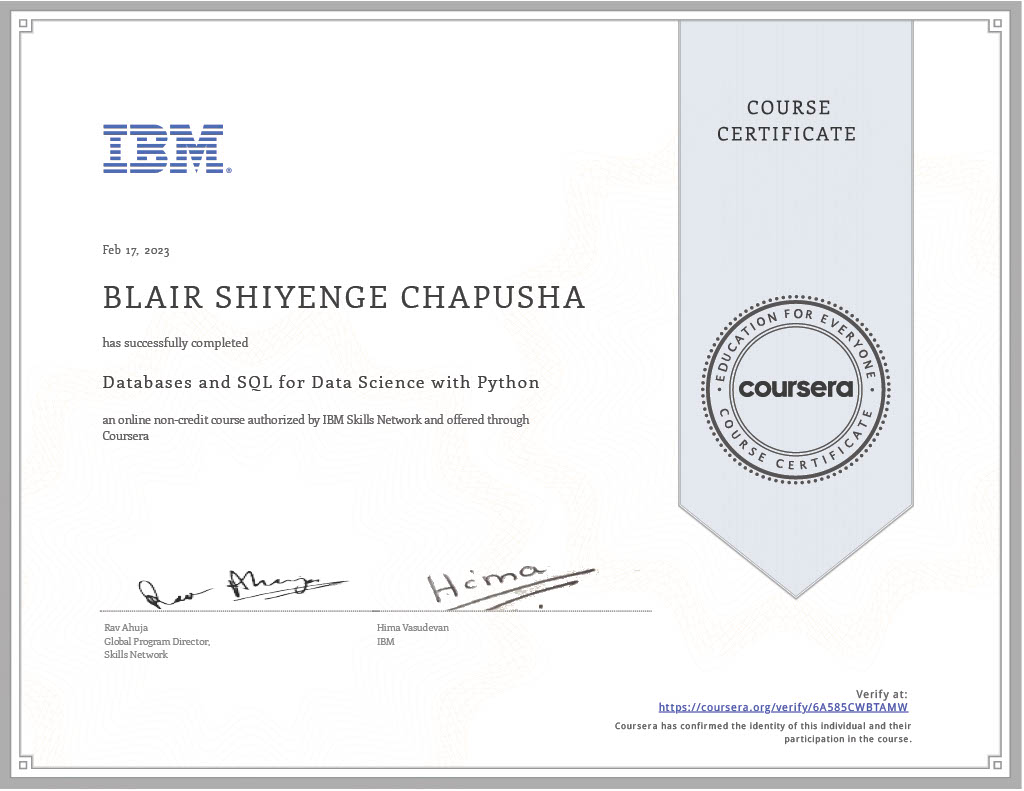 COURSE
CERTIFICATE
IBM®
Feb 17, 2023
BLAIR SHIYENGE CHAPUSHA
has successfully completed
Databases and SQL for Data Science with Python
an online non-credit course authorized by IBM Skills Network and offered through
Coursera
EDUCATION FOR EVERYONE
coursera
COURSE CERTIFICATE
Rav Ahuja
Hima
Rav Ahuja
Global Program Director,
Skills Network
Hima Vasudevan
IBM
Verify at:
https://coursera.org/verify/6A585CWBTAMW
Coursera has confirmed the identity of this individual and their
participation in the course.